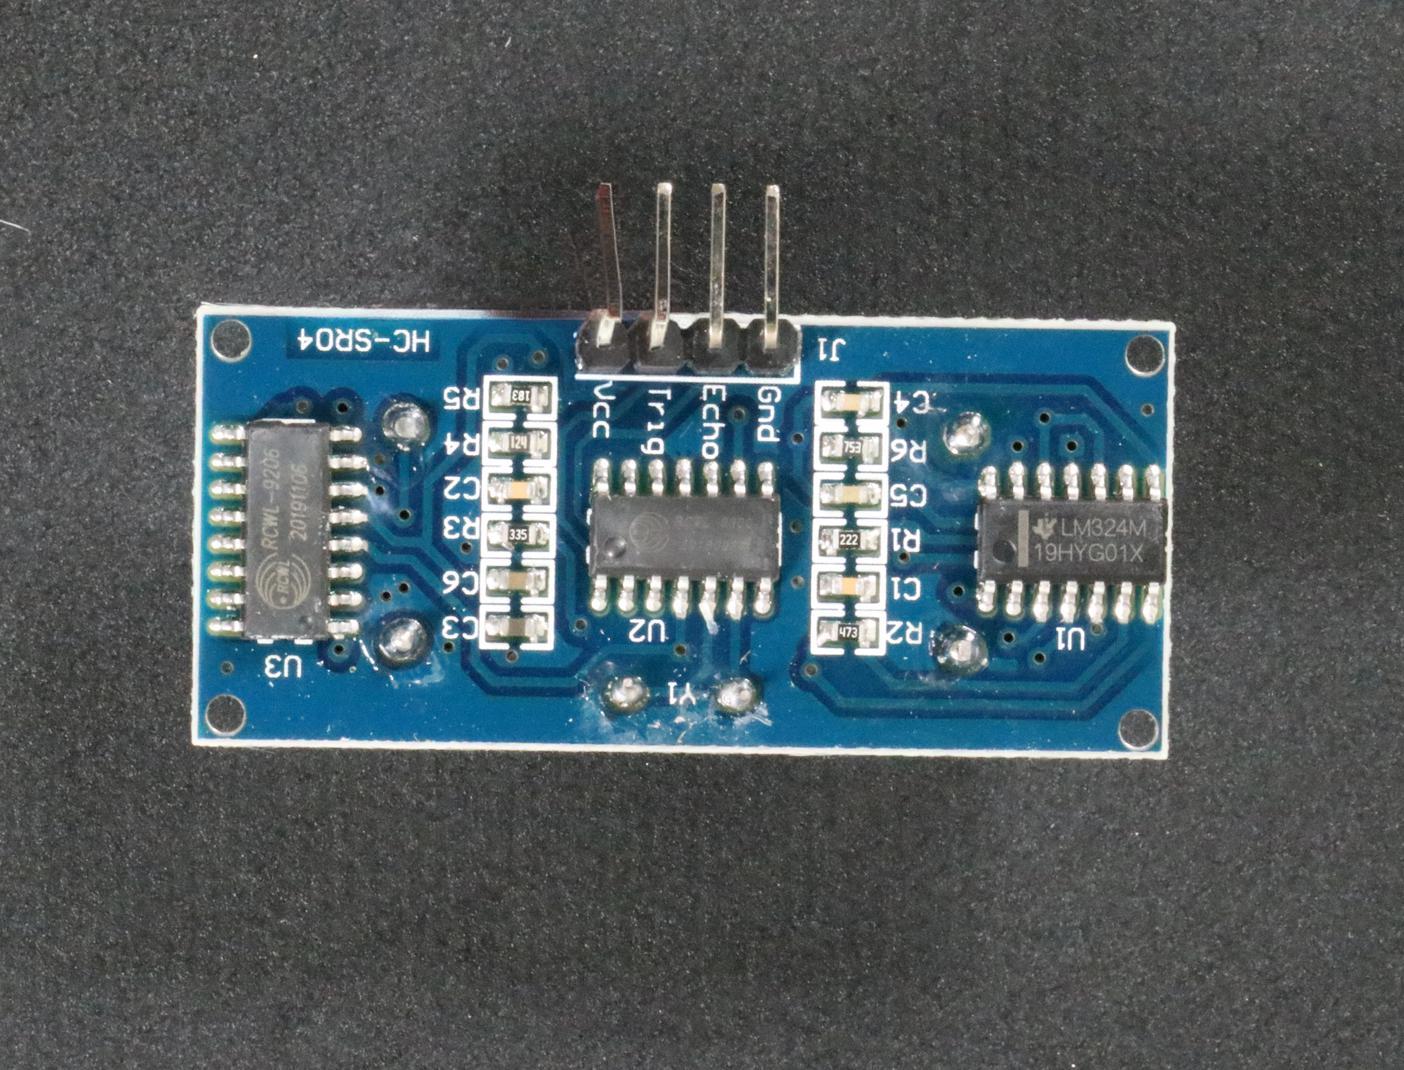 HC-SR04
J1
Vcc
Trig
Echo
Gnd
R5
183
R4
124
C2
R3
335
C6
C3
C4
R6
753
C5
R1
222
C1
R2
473
RCWL-9206
20191106
RCWL
U3
U2
Y1
LM324M
19HYG01X
U1